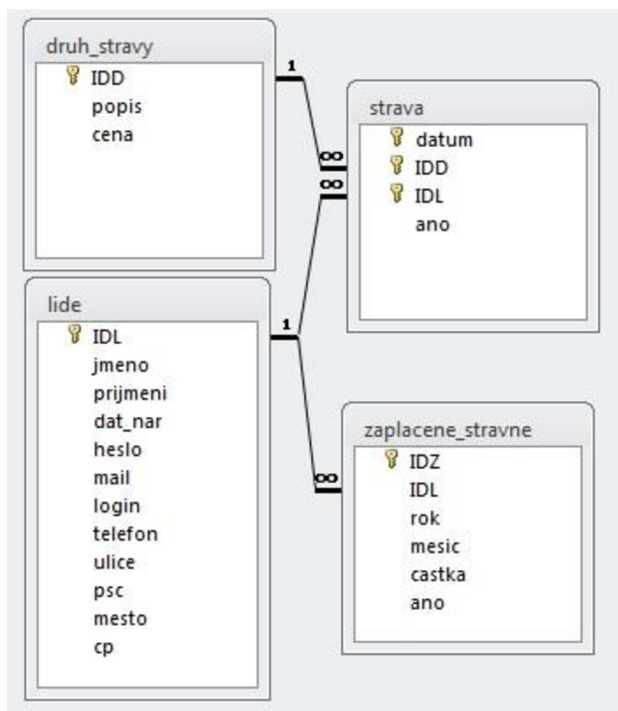 druh_stravy
IDD
popis
cena
1
∞
∞
strava
datum
IDD
IDL
ano
lide
IDL
jmeno
prijmeni
dat_nar
heslo
mail
login
telefon
ulice
psc
mesto
cp
1
∞
zaplacene_stravne
IDZ
IDL
rok
mesic
castka
ano